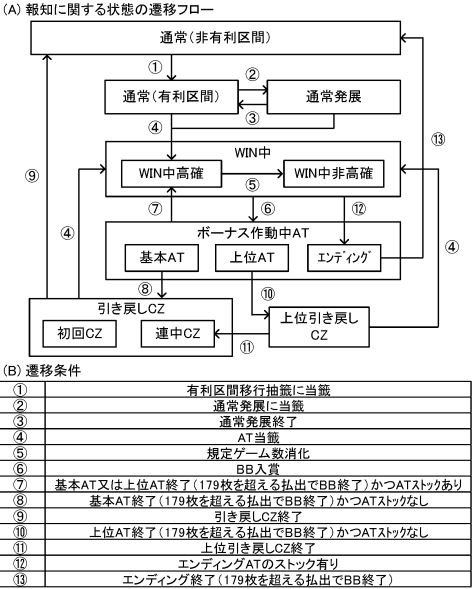 (A) 報知に関する状態の遷移フロー
通常(非有利区間)
①
②
通常(有利区間)
通常発展
③
④
⑬
WIN中
WIN中高確
WIN中非高確
⑤
⑨
④
⑦
⑥
⑫
④
ボーナス作動中AT
基本AT
上位AT
エンディング
⑧
⑩
引き戻しCZ
初回CZ
連中CZ
上位引き戻し
CZ
⑪
(B) 遷移条件
① 有利区間移行抽籤に当籤
② 通常発展に当籤
③ 通常発展終了
④ AT当籤
⑤ 規定ゲーム数消化
⑥ BB入賞
⑦ 基本AT又は上位AT終了(179枚を超える払出でBB終了)かつATストックあり
⑧ 基本AT終了(179枚を超える払出でBB終了)かつATストックなし
⑨ 引き戻しCZ終了
⑩ 上位AT終了(179枚を超える払出でBB終了)かつATストックなし
⑪ 上位引き戻しCZ終了
⑫ エンディングATのストック有り
⑬ エンディング終了(179枚を超える払出でBB終了)